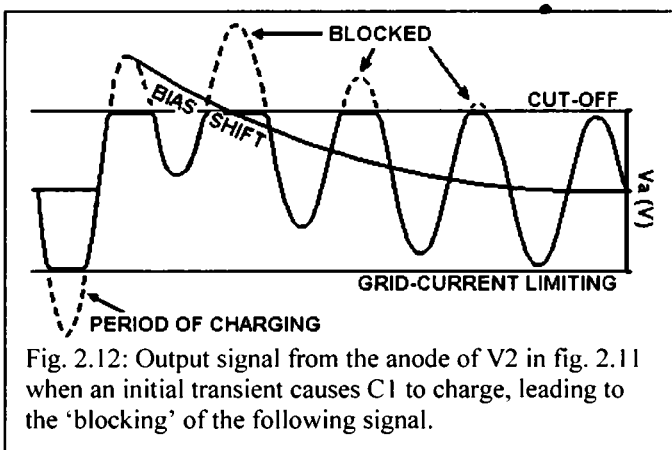 BLOCKED
CUT-OFF
BIAS SHIFT
Va (V)
GRID-CURRENT LIMITING
PERIOD OF CHARGING
Fig. 2.12: Output signal from the anode of V2 in fig. 2.11
when an initial transient causes C1 to charge, leading to
the ‘blocking’ of the following signal.